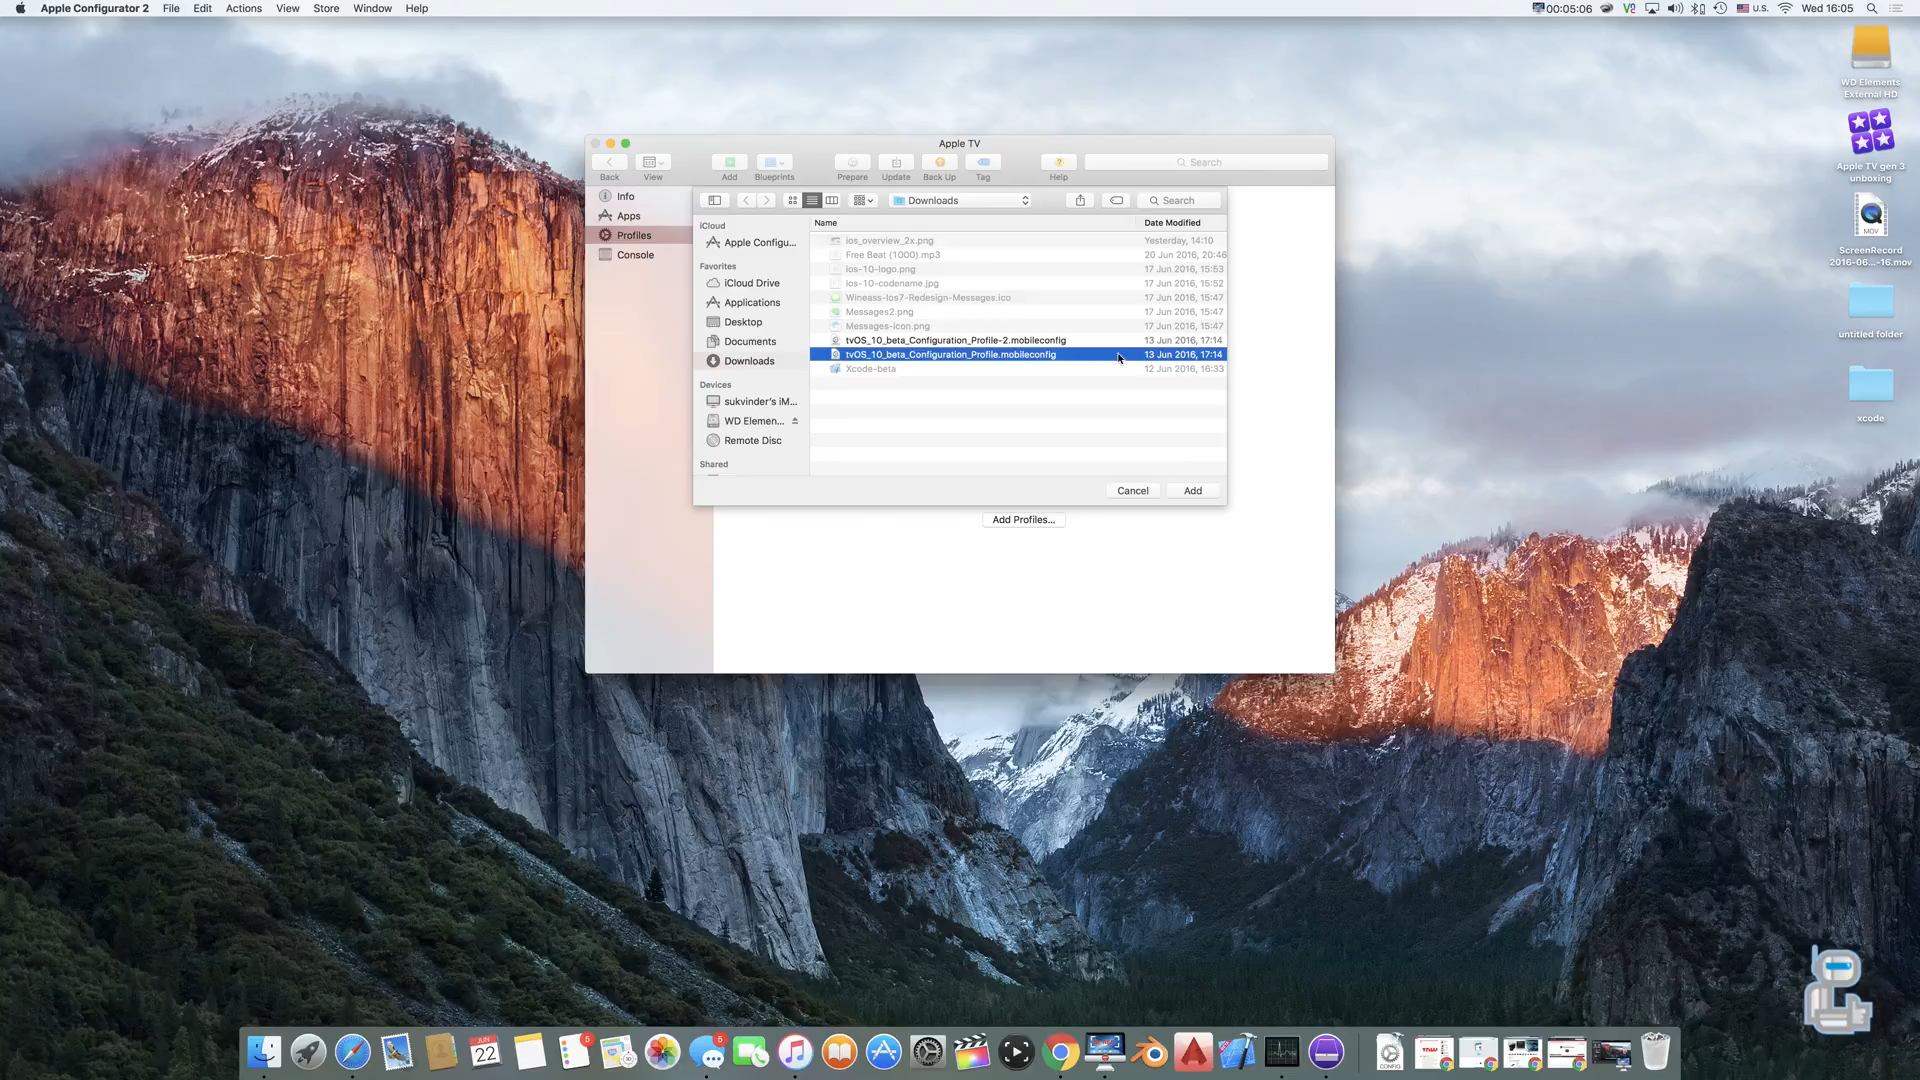 Apple Configurator 2 File Edit Actions View Store Window Help
00:05:06 U.S. Wed 16:05
WD Elements
External HD
Apple TV gen 3
unboxing
MOV
ScreenRecord
2016-06...-16.mov
untitled folder
xcode
Apple TV
Search
Back View Add Blueprints Prepare Update Back Up Tag Help
Info
Apps
Profiles
Console
Downloads
Search
iCloud
Apple Configu...
Favorites
iCloud Drive
Applications
Desktop
Documents
Downloads
Devices
sukvinder's iM...
WD Elemen...
Remote Disc
Shared
Name Date Modified
ios_overview_2x.png Yesterday, 14:10
Free Beat (1000).mp3 20 Jun 2016, 20:46
ios-10-logo.png 17 Jun 2016, 15:53
ios-10-codename.jpg 17 Jun 2016, 15:52
Wineass-Ios7-Redesign-Messages.ico 17 Jun 2016, 15:47
Messages2.png 17 Jun 2016, 15:47
Messages-icon.png 17 Jun 2016, 15:47
tvOS_10_beta_Configuration_Profile-2.mobileconfig 13 Jun 2016, 17:14
tvOS_10_beta_Configuration_Profile.mobileconfig 13 Jun 2016, 17:14
Xcode-beta 12 Jun 2016, 16:33
Cancel Add
Add Profiles...
JUN
22
5
5
CONFIG